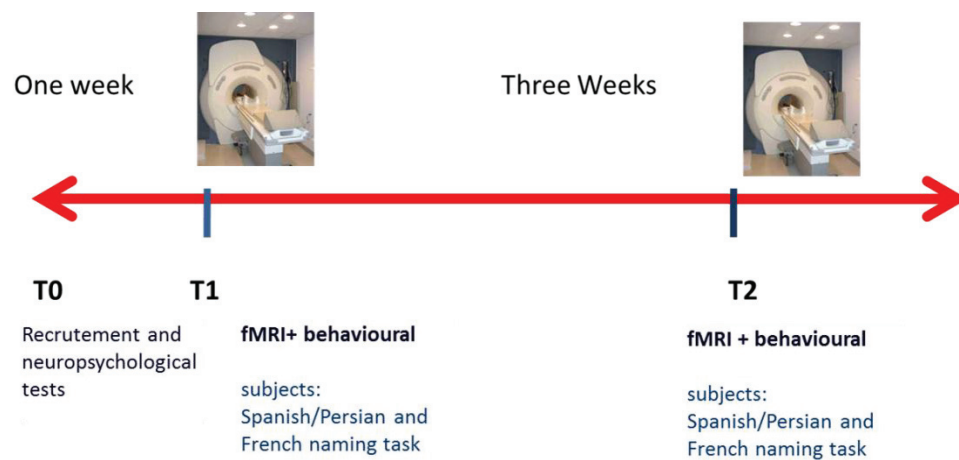 One week
Three Weeks
T0
T1
T2
Recrutement and
neuropsychological
tests
fMRI+ behavioural
subjects:
Spanish/Persian and
French naming task
fMRI + behavioural
subjects:
Spanish/Persian and
French naming task